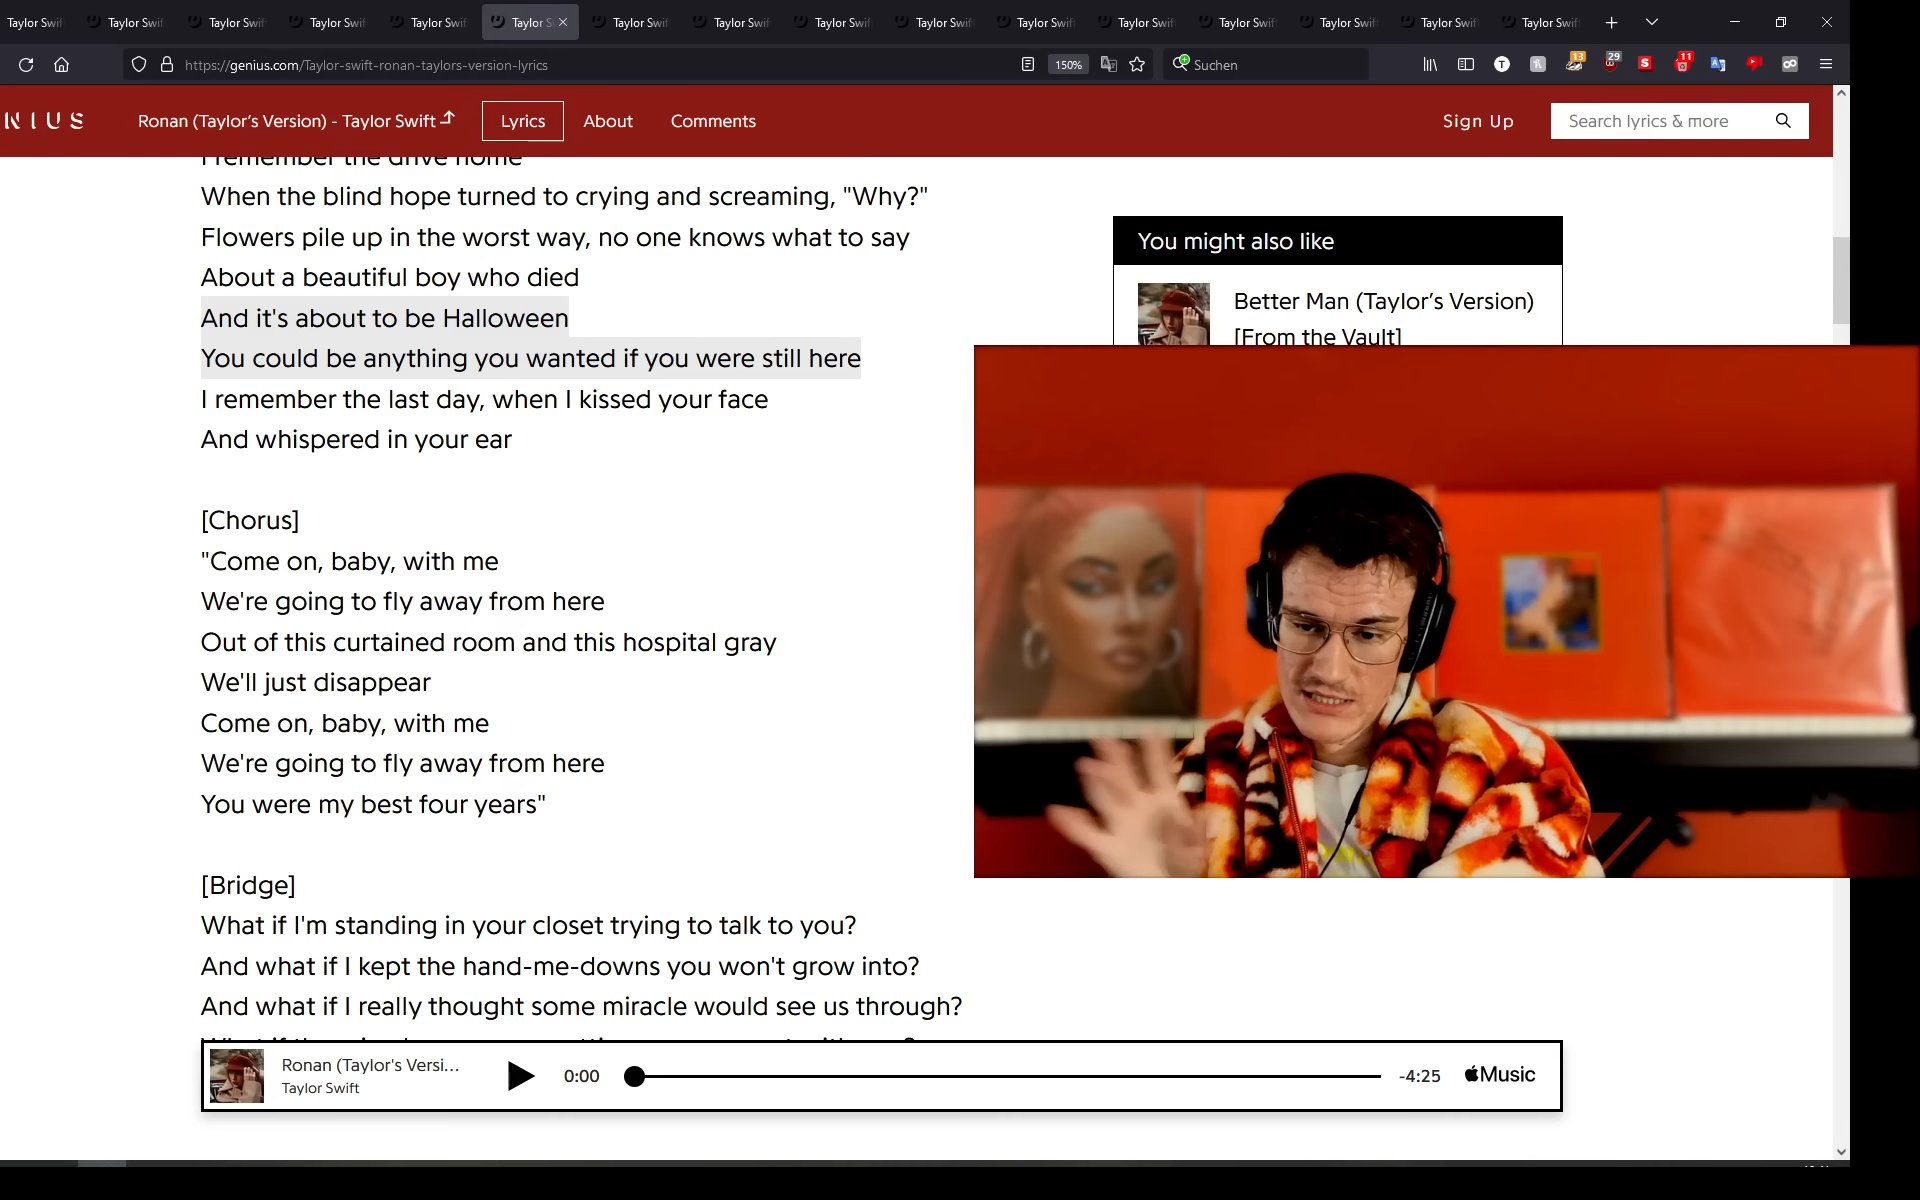 Taylor Swif Taylor Swif Taylor Swif Taylor Swif Taylor Swif Taylor S Taylor Swif Taylor Swif Taylor Swif Taylor Swif Taylor Swif Taylor Swif Taylor Swif Taylor Swif Taylor Swif Taylor Swif
https://genius.com/Taylor-swift-ronan-taylors-version-lyrics 150% Suchen 13 29 11
NIUS Ronan (Taylor's Version) - Taylor Swift Lyrics About Comments Sign Up Search lyrics & more
I remember the drive home
When the blind hope turned to crying and screaming, "Why?"
Flowers pile up in the worst way, no one knows what to say
About a beautiful boy who died
And it's about to be Halloween
You could be anything you wanted if you were still here
I remember the last day, when I kissed your face
And whispered in your ear
[Chorus]
"Come on, baby, with me
We're going to fly away from here
Out of this curtained room and this hospital gray
We'll just disappear
Come on, baby, with me
We're going to fly away from here
You were my best four years"
[Bridge]
What if I'm standing in your closet trying to talk to you?
And what if I kept the hand-me-downs you won't grow into?
And what if I really thought some miracle would see us through?
You might also like
Better Man (Taylor's Version)
[From the Vault]
Ronan (Taylor's Versi...
Taylor Swift
0:00
-4:25
Music